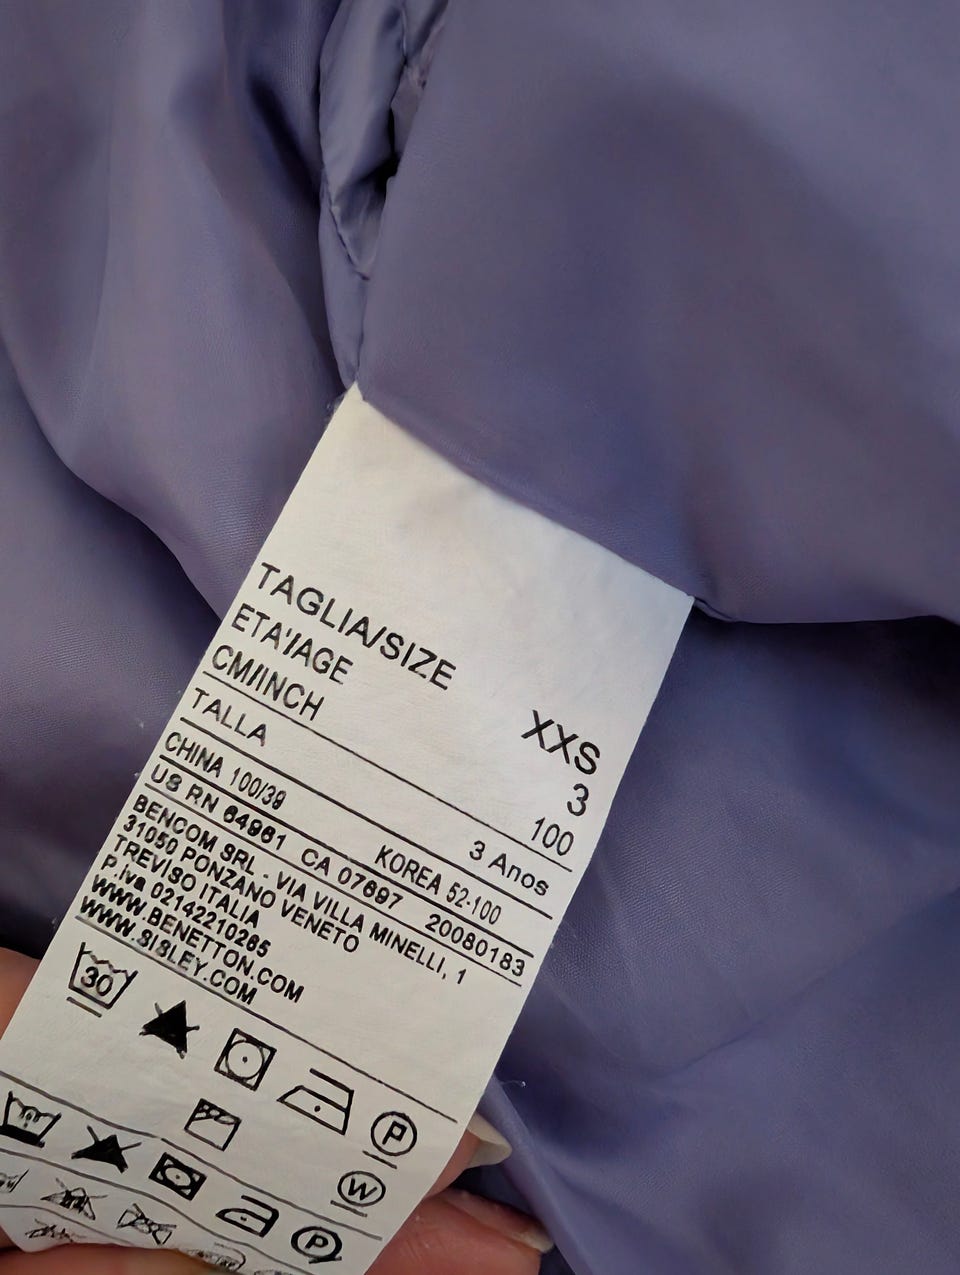 TAGLIA/SIZE XXS
ETA'/AGE 3
CM/INCH 100
TALLA 3 Anos
CHINA 100/39 KOREA 52-100
US RN 64961 CA 07697 20080183
BENCOM SRL - VIA VILLA MINELLI, 1
31050 PONZANO VENETO
TREVISO ITALIA
P.iva 02142210265
WWW.BENETTON.COM
WWW.SISLEY.COM
30
P
W
P